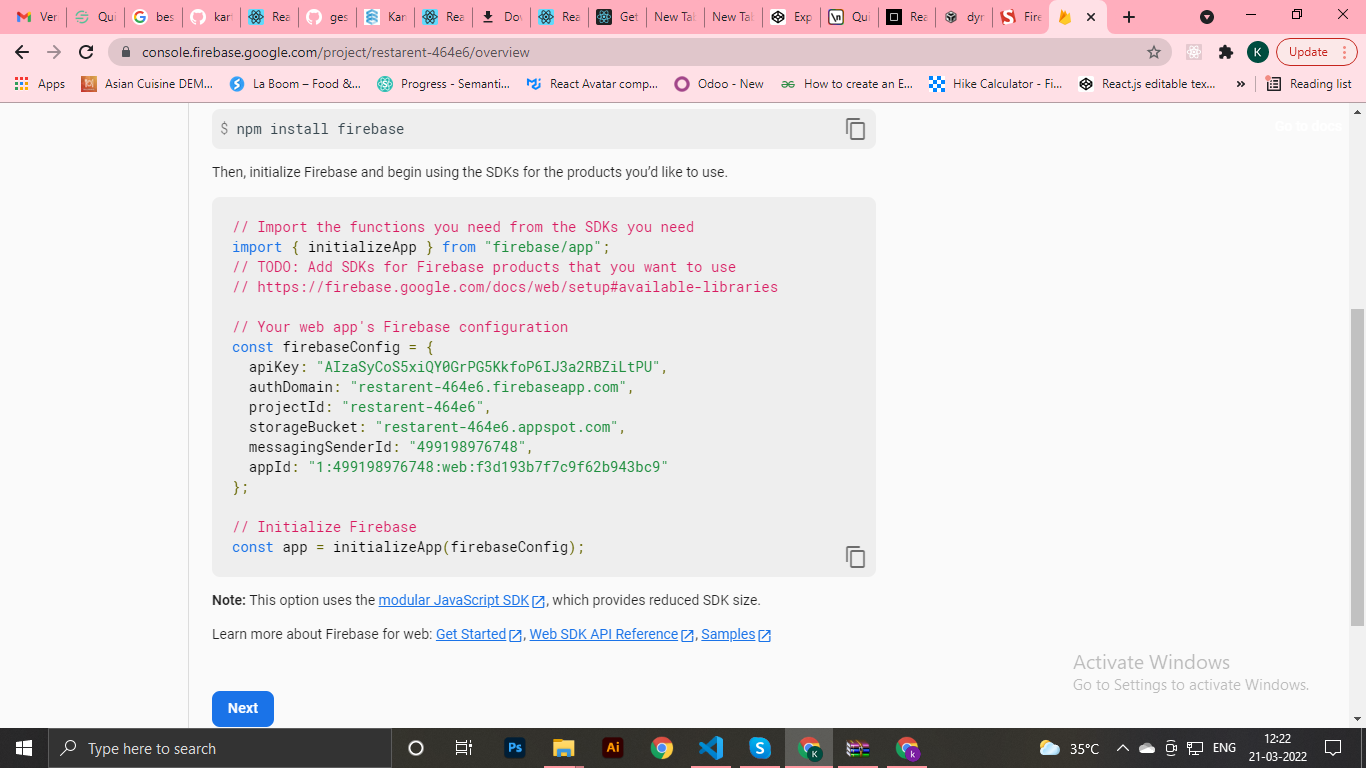 Ver
Qui
bes
kart
Rea
ges
Kar
Rea
Dov
Rea
Get
New Tab
New Tab
Exp
Qui
Rea
dyn
Fire
console.firebase.google.com/project/restarent-464e6/overview
K
Update
Apps
Asian Cuisine DEM...
La Boom – Food &...
Progress - Semanti...
React Avatar comp...
Odoo - New
How to create an E...
Hike Calculator - Fi...
React.js editable tex...
»
Reading list
$ npm install firebase
Go to docs
Then, initialize Firebase and begin using the SDKs for the products you’d like to use.
// Import the functions you need from the SDKs you need
import { initializeApp } from "firebase/app";
// TODO: Add SDKs for Firebase products that you want to use
// https://firebase.google.com/docs/web/setup#available-libraries
// Your web app's Firebase configuration
const firebaseConfig = {
apiKey: "AIzaSyCoS5xiQY0GrPG5KkfoP6IJ3a2RBZiLtPU",
authDomain: "restarent-464e6.firebaseapp.com",
projectId: "restarent-464e6",
storageBucket: "restarent-464e6.appspot.com",
messagingSenderId: "499198976748",
appId: "1:499198976748:web:f3d193b7f7c9f62b943bc9"
};
// Initialize Firebase
const app = initializeApp(firebaseConfig);
Note: This option uses the modular JavaScript SDK, which provides reduced SDK size.
Learn more about Firebase for web: Get Started, Web SDK API Reference, Samples
Activate Windows
Go to Settings to activate Windows.
Next
Type here to search
Ps
Ai
S
K
k
35°C
ENG
12:22
21-03-2022